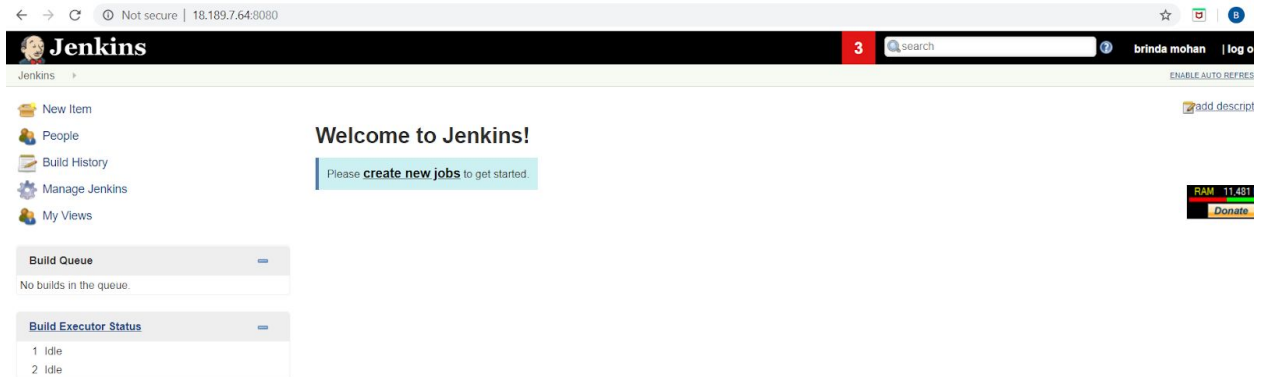 Not secure | 18.189.7.64:8080
B
Jenkins
3
search
brinda mohan | log o
Jenkins
ENABLE AUTO REFRES
New Item
add descript
People
Welcome to Jenkins!
Build History
Please create new jobs to get started.
Manage Jenkins
RAM 11,481
My Views
Donate
Build Queue
No builds in the queue.
Build Executor Status
1 Idle
2 Idle